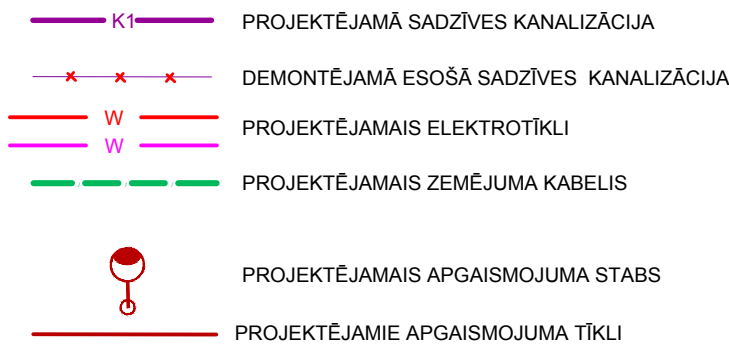 K1 PROJEKTĒJAMĀ SADZĪVES KANALIZĀCIJA
DEMONTĒJAMĀ ESOŠĀ SADZĪVES KANALIZĀCIJA
W
PROJEKTĒJAMAIS ELEKTROTĪKLI
W
PROJEKTĒJAMAIS ZEMĒJUMA KABELIS
PROJEKTĒJAMAIS APGAISMOJUMA STABS
PROJEKTĒJAMIE APGAISMOJUMA TĪKLI